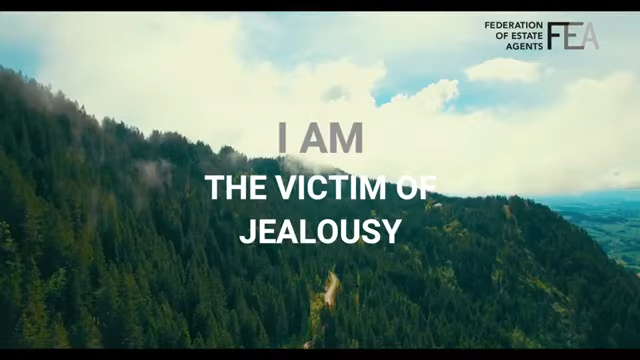 FEDERATION
OF ESTATE
AGENTS
FEA
I AM
THE VICTIM OF
JEALOUSY